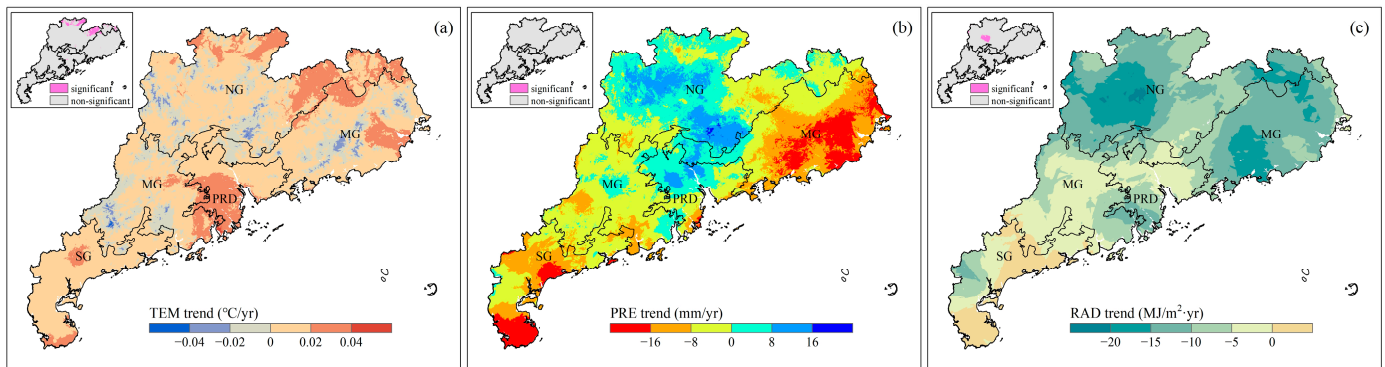 (a)
significant
non-significant
NG
MG
MG
PRD
SG
TEM trend (℃/yr)
−0.04 −0.02 0 0.02 0.04
(b)
significant
non-significant
NG
MG
MG
PRD
SG
PRE trend (mm/yr)
−16 −8 0 8 16
(c)
significant
non-significant
NG
MG
MG
PRD
SG
RAD trend (MJ/m²·yr)
−20 −15 −10 −5 0